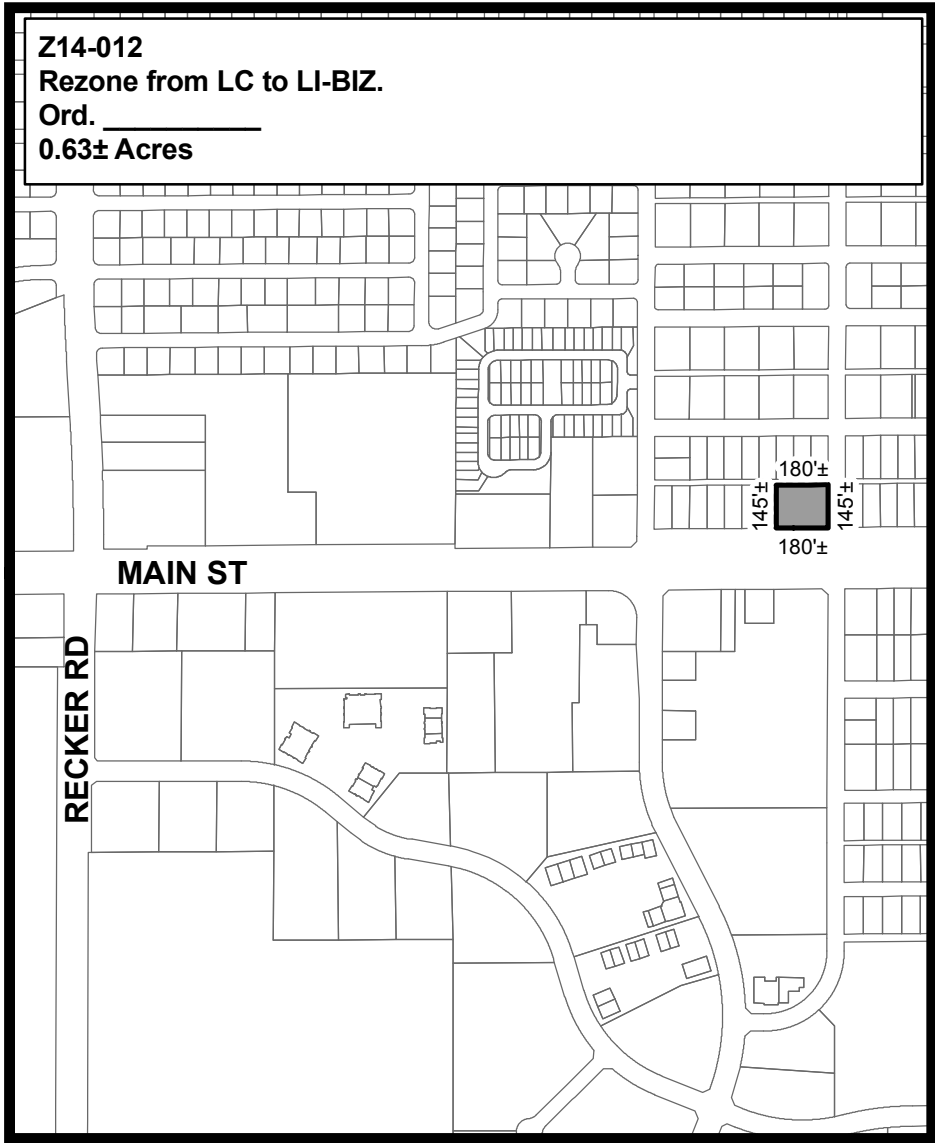 Z14-012
Rezone from LC to LI-BIZ.
Ord. __________
0.63± Acres
180'±
145'±
145'±
180'±
MAIN ST
RECKER RD